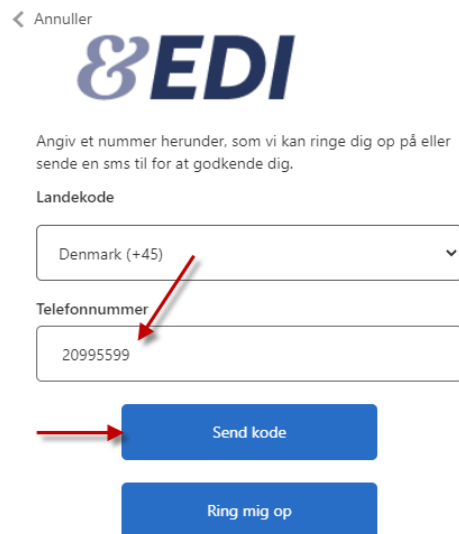 Annuller
&EDI
Angiv et nummer herunder, som vi kan ringe dig op på eller
sende en sms til for at godkende dig.
Landekode
Denmark (+45)
Telefonnummer
20995599
Send kode
Ring mig op